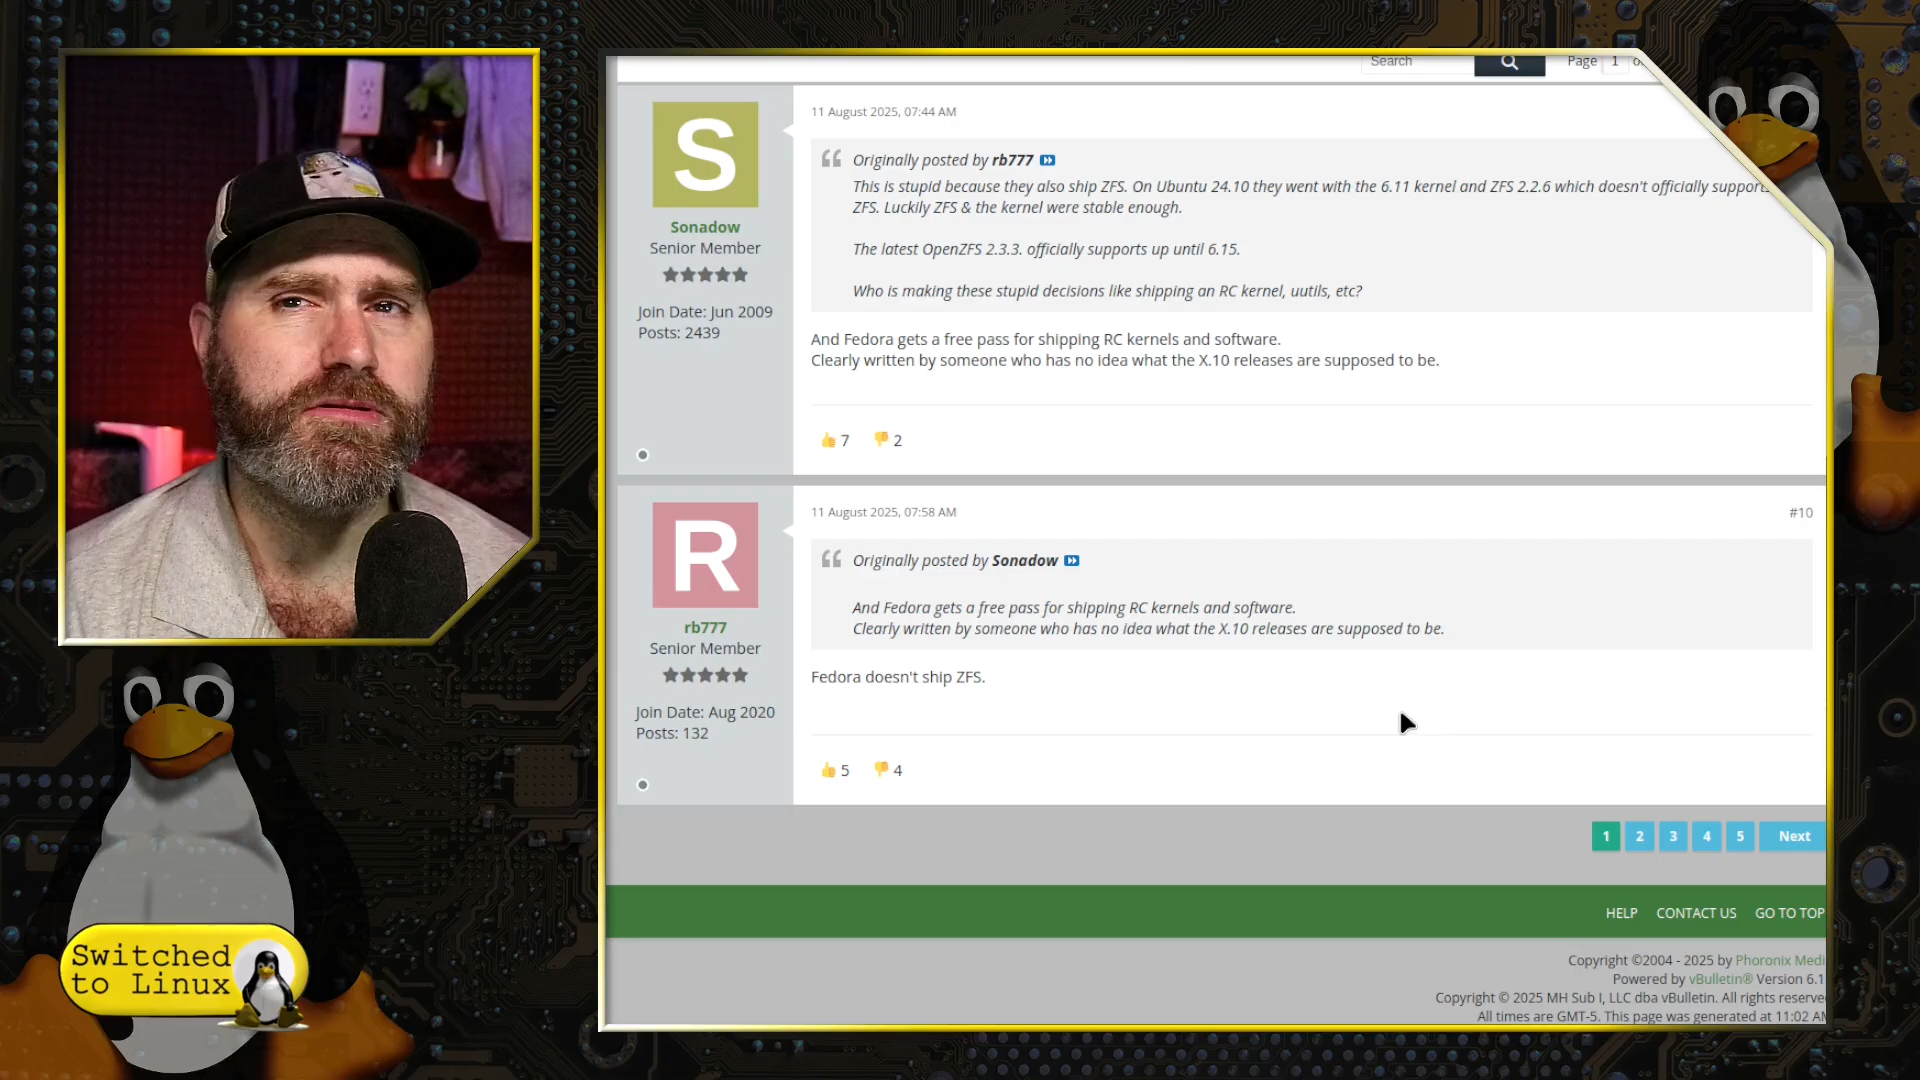 Search
Page 1
11 August 2025, 07:44 AM
S
Sonadow
Senior Member
Join Date: Jun 2009
Posts: 2439
Originally posted by rb777
This is stupid because they also ship ZFS. On Ubuntu 24.10 they went with the 6.11 kernel and ZFS 2.2.6 which doesn't officially support
ZFS. Luckily ZFS & the kernel were stable enough.
The latest OpenZFS 2.3.3. officially supports up until 6.15.
Who is making these stupid decisions like shipping an RC kernel, uutils, etc?
And Fedora gets a free pass for shipping RC kernels and software.
Clearly written by someone who has no idea what the X.10 releases are supposed to be.
7 2
11 August 2025, 07:58 AM
#10
R
rb777
Senior Member
Join Date: Aug 2020
Posts: 132
Originally posted by Sonadow
And Fedora gets a free pass for shipping RC kernels and software.
Clearly written by someone who has no idea what the X.10 releases are supposed to be.
Fedora doesn't ship ZFS.
5 4
1 2 3 4 5 Next
HELP CONTACT US GO TO TOP
Copyright ©2004 - 2025 by Phoronix Medi
Powered by vBulletin® Version 6.1
Copyright © 2025 MH Sub I, LLC dba vBulletin. All rights reserve
All times are GMT-5. This page was generated at 11:02 AM
Switched
to Linux